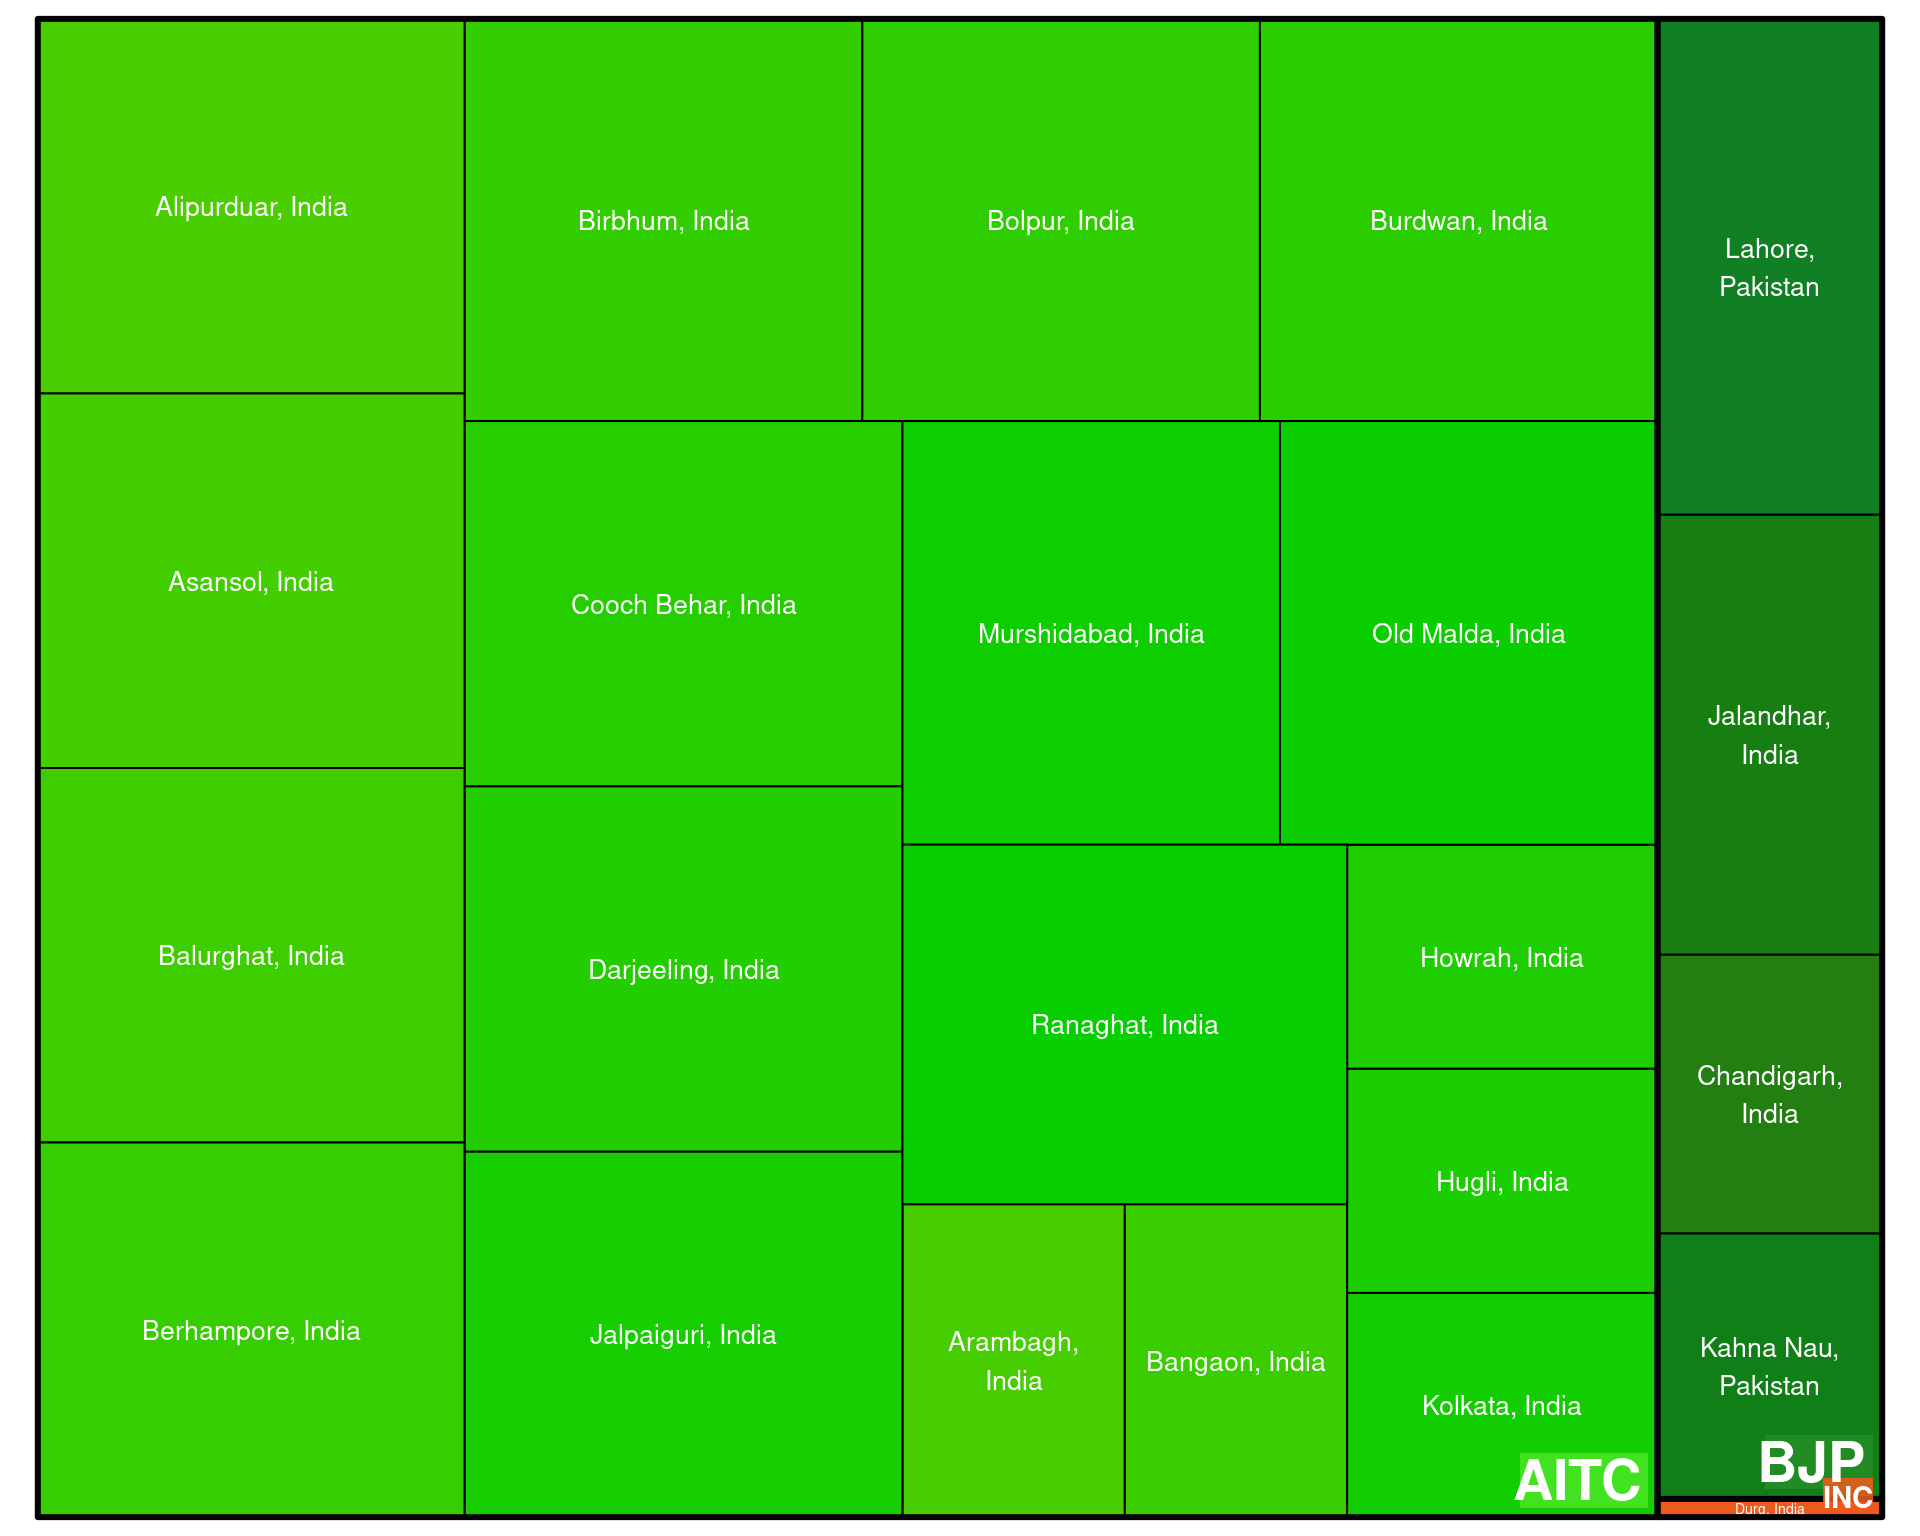 Alipurduar, India
Birbhum, India
Bolpur, India
Burdwan, India
Lahore,
Pakistan
Asansol, India
Cooch Behar, India
Murshidabad, India
Old Malda, India
Jalandhar,
India
Balurghat, India
Darjeeling, India
Ranaghat, India
Howrah, India
Chandigarh,
India
Hugli, India
Berhampore, India
Jalpaiguri, India
Arambagh,
India
Bangaon, India
Kolkata, India
Kahna Nau,
Pakistan
AITC
BJP
INC
Durg, India